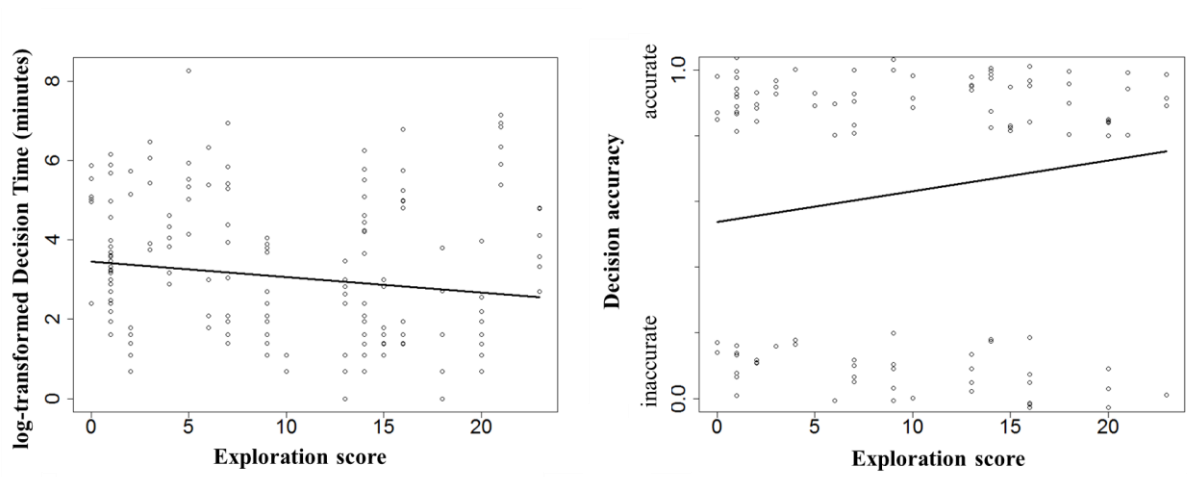 log-transformed Decision Time (minutes)
8
6
4
2
0
0 5 10 15 20
Exploration score
Decision accuracy
accurate
inaccurate
1.0
0.0
0 5 10 15 20
Exploration score